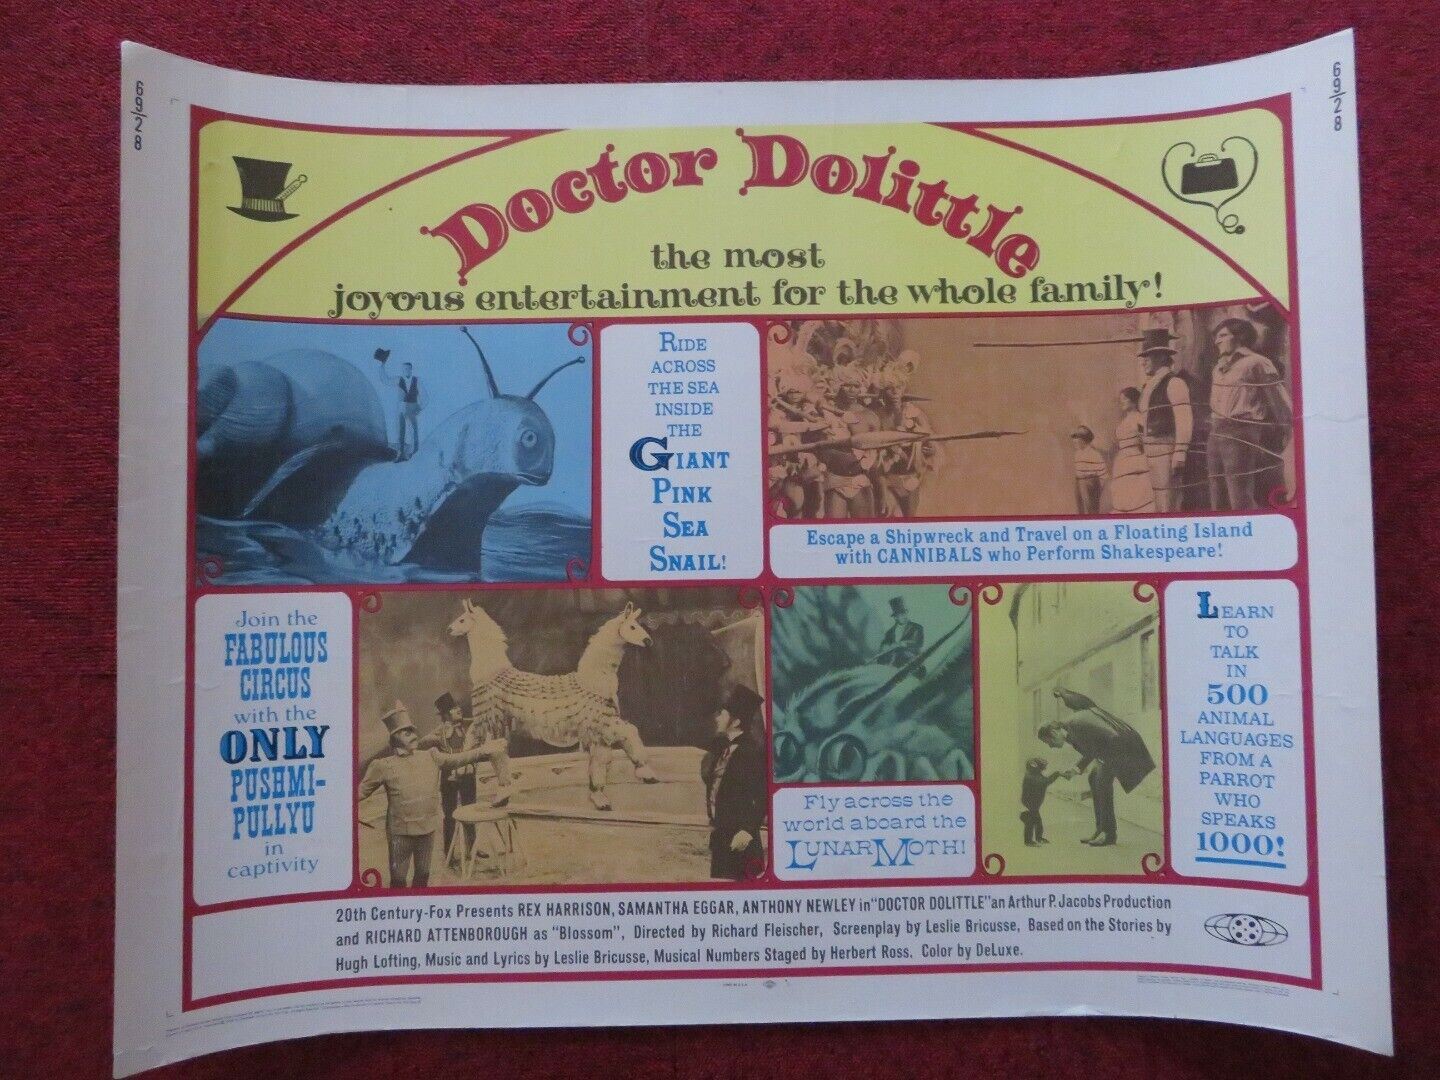 69/28
69/28
Doctor Dolittle
the most
joyous entertainment for the whole family!
RIDE
ACROSS
THE SEA
INSIDE
THE
GIANT
PINK
SEA
SNAIL!
Escape a Shipwreck and Travel on a Floating Island
with CANNIBALS who Perform Shakespeare!
Join the
FABULOUS
CIRCUS
with the
ONLY
PUSHMI-
PULLYU
in
captivity
Fly across the
world aboard the
LUNAR MOTH!
LEARN
TO
TALK
IN
500
ANIMAL
LANGUAGES
FROM A
PARROT
WHO
SPEAKS
1000!
20th Century-Fox Presents REX HARRISON, SAMANTHA EGGAR, ANTHONY NEWLEY in "DOCTOR DOLITTLE" an Arthur P. Jacobs Production
and RICHARD ATTENBOROUGH as "Blossom", Directed by Richard Fleischer, Screenplay by Leslie Bricusse, Based on the Stories by
Hugh Lofting, Music and Lyrics by Leslie Bricusse, Musical Numbers Staged by Herbert Ross. Color by DeLuxe.